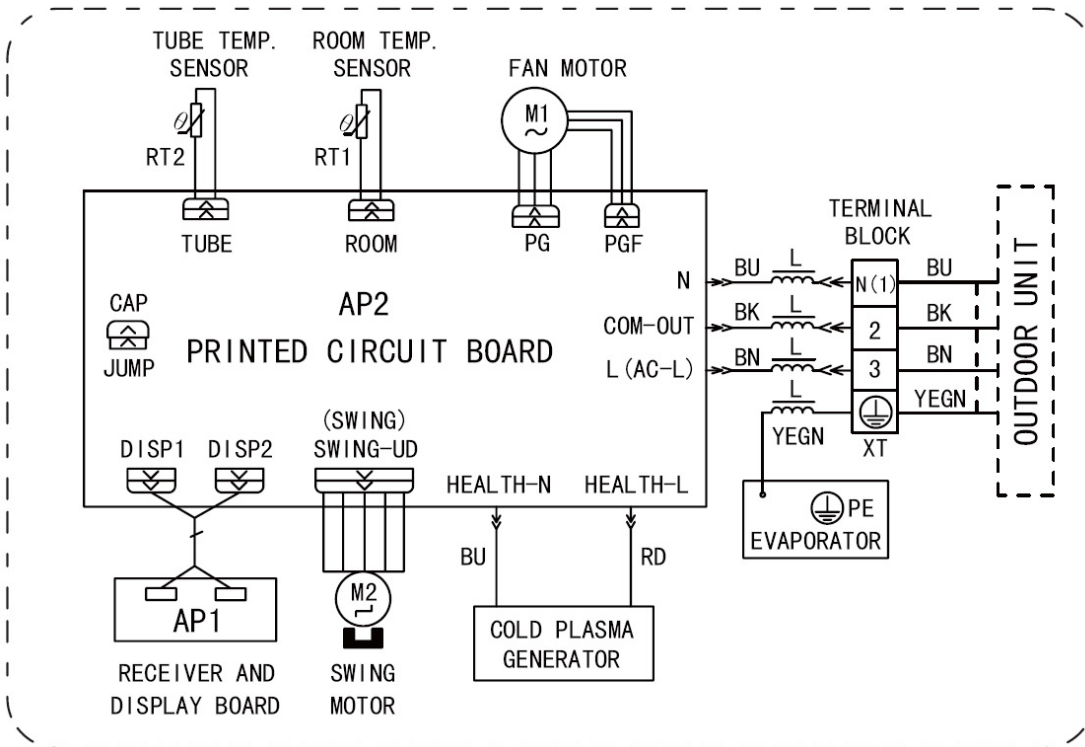 TUBE TEMP.
SENSOR
ROOM TEMP.
SENSOR
FAN MOTOR
θ
RT2
θ
RT1
M1
TUBE
ROOM
PG
PGF
TERMINAL
BLOCK
N
BU
L
N(1)
BU
COM-OUT
BK
L
2
BK
L(AC-L)
BN
L
3
BN
L
YEGN
YEGN
XT
OUTDOOR UNIT
CAP
JUMP
AP2
PRINTED CIRCUIT BOARD
DISP1
DISP2
(SWING)
SWING-UD
HEALTH-N
HEALTH-L
PE
EVAPORATOR
BU
RD
AP1
M2
COLD PLASMA
GENERATOR
RECEIVER AND
DISPLAY BOARD
SWING
MOTOR